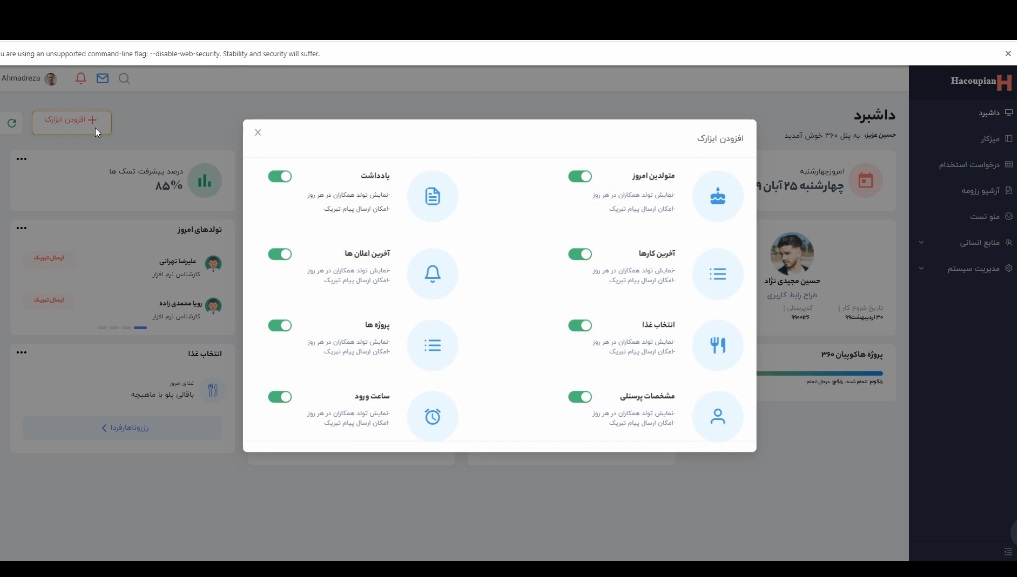 ou are using an unsupported command-line flag: --disable-web-security. Stability and security will suffer.
Ahmadreza
Hacoupian
داشبرد
میزکار
درخواست استخدام
آرشیو رزومه
منو تست
منابع انسانی
مدیریت سیستم
داشبرد
حسین عزیز، به پنل ۳۶۰ خوش آمدید
افزودن ابزارک
امروزچهارشنبه
چهارشنبه ۲۵ آبان ۹
درصد پیشرفت تسک ها
۸۵%
حسین مجیدی نژاد
طراح رابط کاربری
تاریخ شروع کار |
کدپرسنلی |
پروژه هاکوپیان ۳۶۰
تولدهای امروز
علیرضا تهرانی
کارشناس نرم افزار
ارسال تبریک
رویا محمدی زاده
کارشناس نرم افزار
ارسال تبریک
انتخاب غذا
غذای امروز
باقالی پلو با ماهیچه
رزروناهارفردا
افزودن ابزارک
متولدین امروز
-نمایش تولد همکاران در هر روز
-امکان ارسال پیام تبریک
یادداشت
-نمایش تولد همکاران در هر روز
-امکان ارسال پیام تبریک
آخرین کارها
-نمایش تولد همکاران در هر روز
-امکان ارسال پیام تبریک
آخرین اعلان ها
-نمایش تولد همکاران در هر روز
-امکان ارسال پیام تبریک
انتخاب غذا
-نمایش تولد همکاران در هر روز
-امکان ارسال پیام تبریک
پروژه ها
-نمایش تولد همکاران در هر روز
-امکان ارسال پیام تبریک
مشخصات پرسنلی
-نمایش تولد همکاران در هر روز
-امکان ارسال پیام تبریک
ساعت ورود
-نمایش تولد همکاران در هر روز
-امکان ارسال پیام تبریک